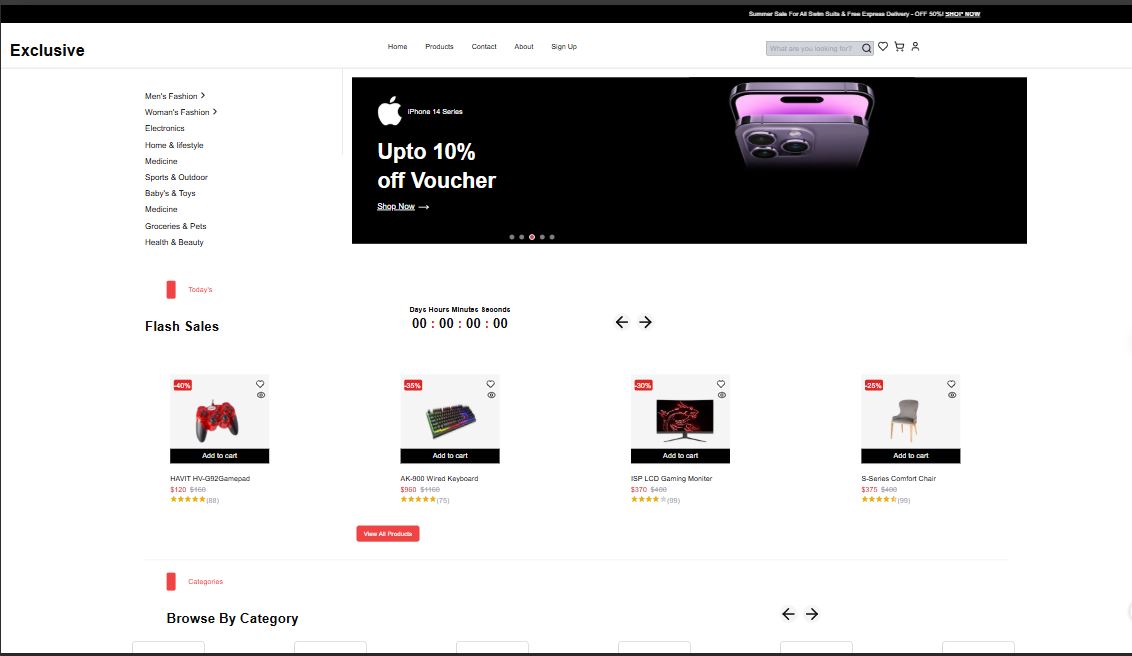 Summer Sale For All Swim Suits & Free Express Delivery - OFF 50%! SHOP NOW
Exclusive
Home Products Contact About Sign Up
What are you looking for?
Men's Fashion
Woman's Fashion
Electronics
Home & lifestyle
Medicine
Sports & Outdoor
Baby's & Toys
Medicine
Groceries & Pets
Health & Beauty
iPhone 14 Series
Upto 10%
off Voucher
Shop Now
Today's
Flash Sales
Days Hours Minutes Seconds
00 : 00 : 00 : 00
-40%
Add to cart
HAVIT HV-G92Gamepad
$120 $160
(88)
-35%
Add to cart
AK-900 Wired Keyboard
$960 $1160
(75)
-30%
Add to cart
ISP LCD Gaming Moniter
$370 $400
(99)
-25%
Add to cart
S-Series Comfort Chair
$375 $400
(99)
View All Products
Categories
Browse By Category